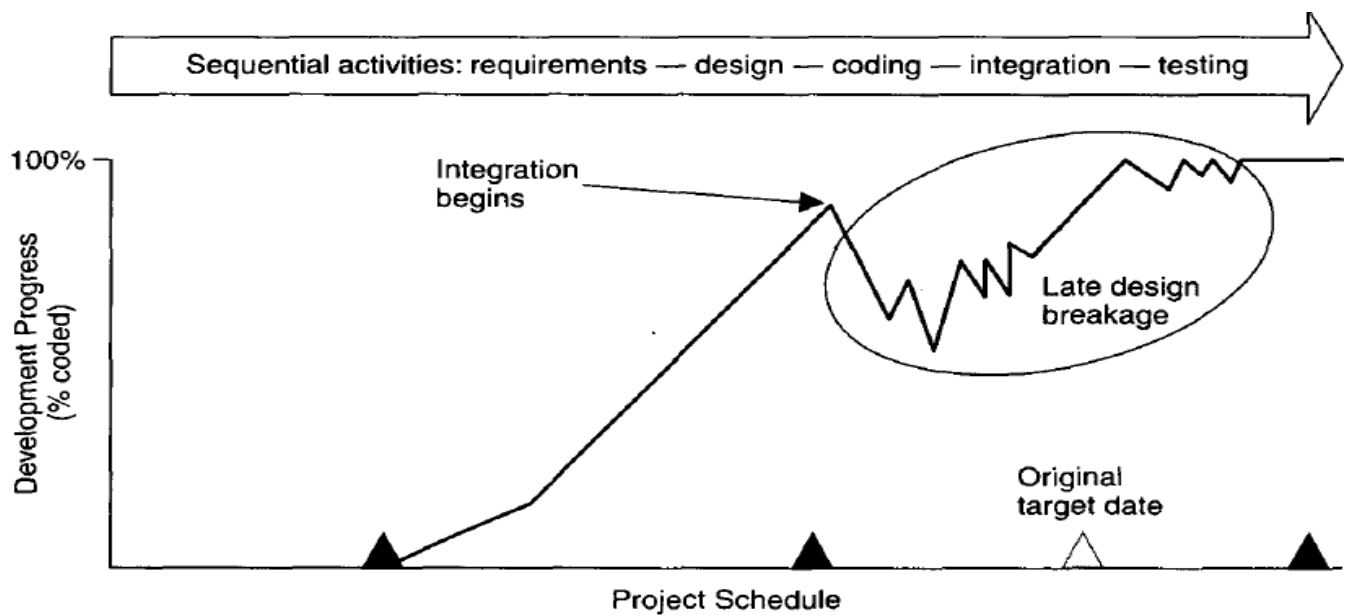 Sequential activities: requirements — design — coding — integration — testing
100%
Integration
begins
Late design
breakage
Development Progress
(% coded)
Original
target date
Project Schedule